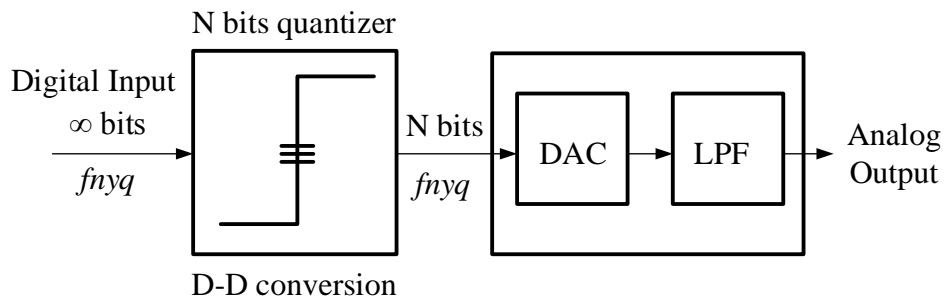 N bits quantizer
Digital Input
∞ bits
fnyq
N bits
fnyq
DAC
LPF
Analog
Output
D-D conversion